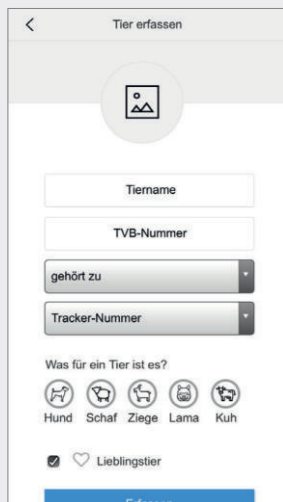 Tier erfassen
Tiername
TVB-Nummer
gehört zu
Tracker-Nummer
Was für ein Tier ist es?
Hund Schaf Ziege Lama Kuh
Lieblingstier
Erfassen